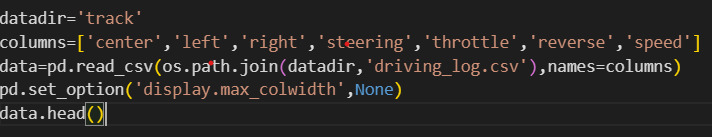 datadir='track'
columns=['center','left','right','steering','throttle','reverse','speed']
data=pd.read_csv(os.path.join(datadir,'driving_log.csv'),names=columns)
pd.set_option('display.max_colwidth',None)
data.head()